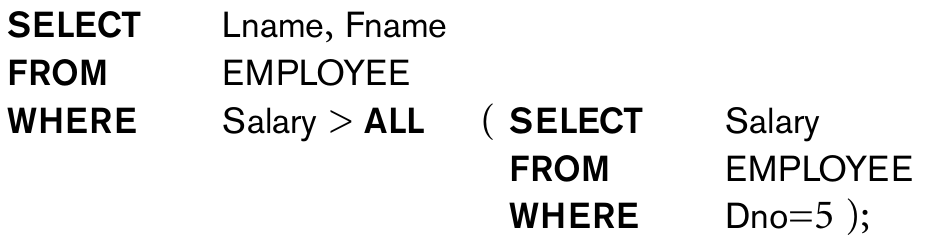 SELECT Lname, Fname
FROM EMPLOYEE
WHERE Salary > ALL ( SELECT Salary
FROM EMPLOYEE
WHERE Dno=5 );